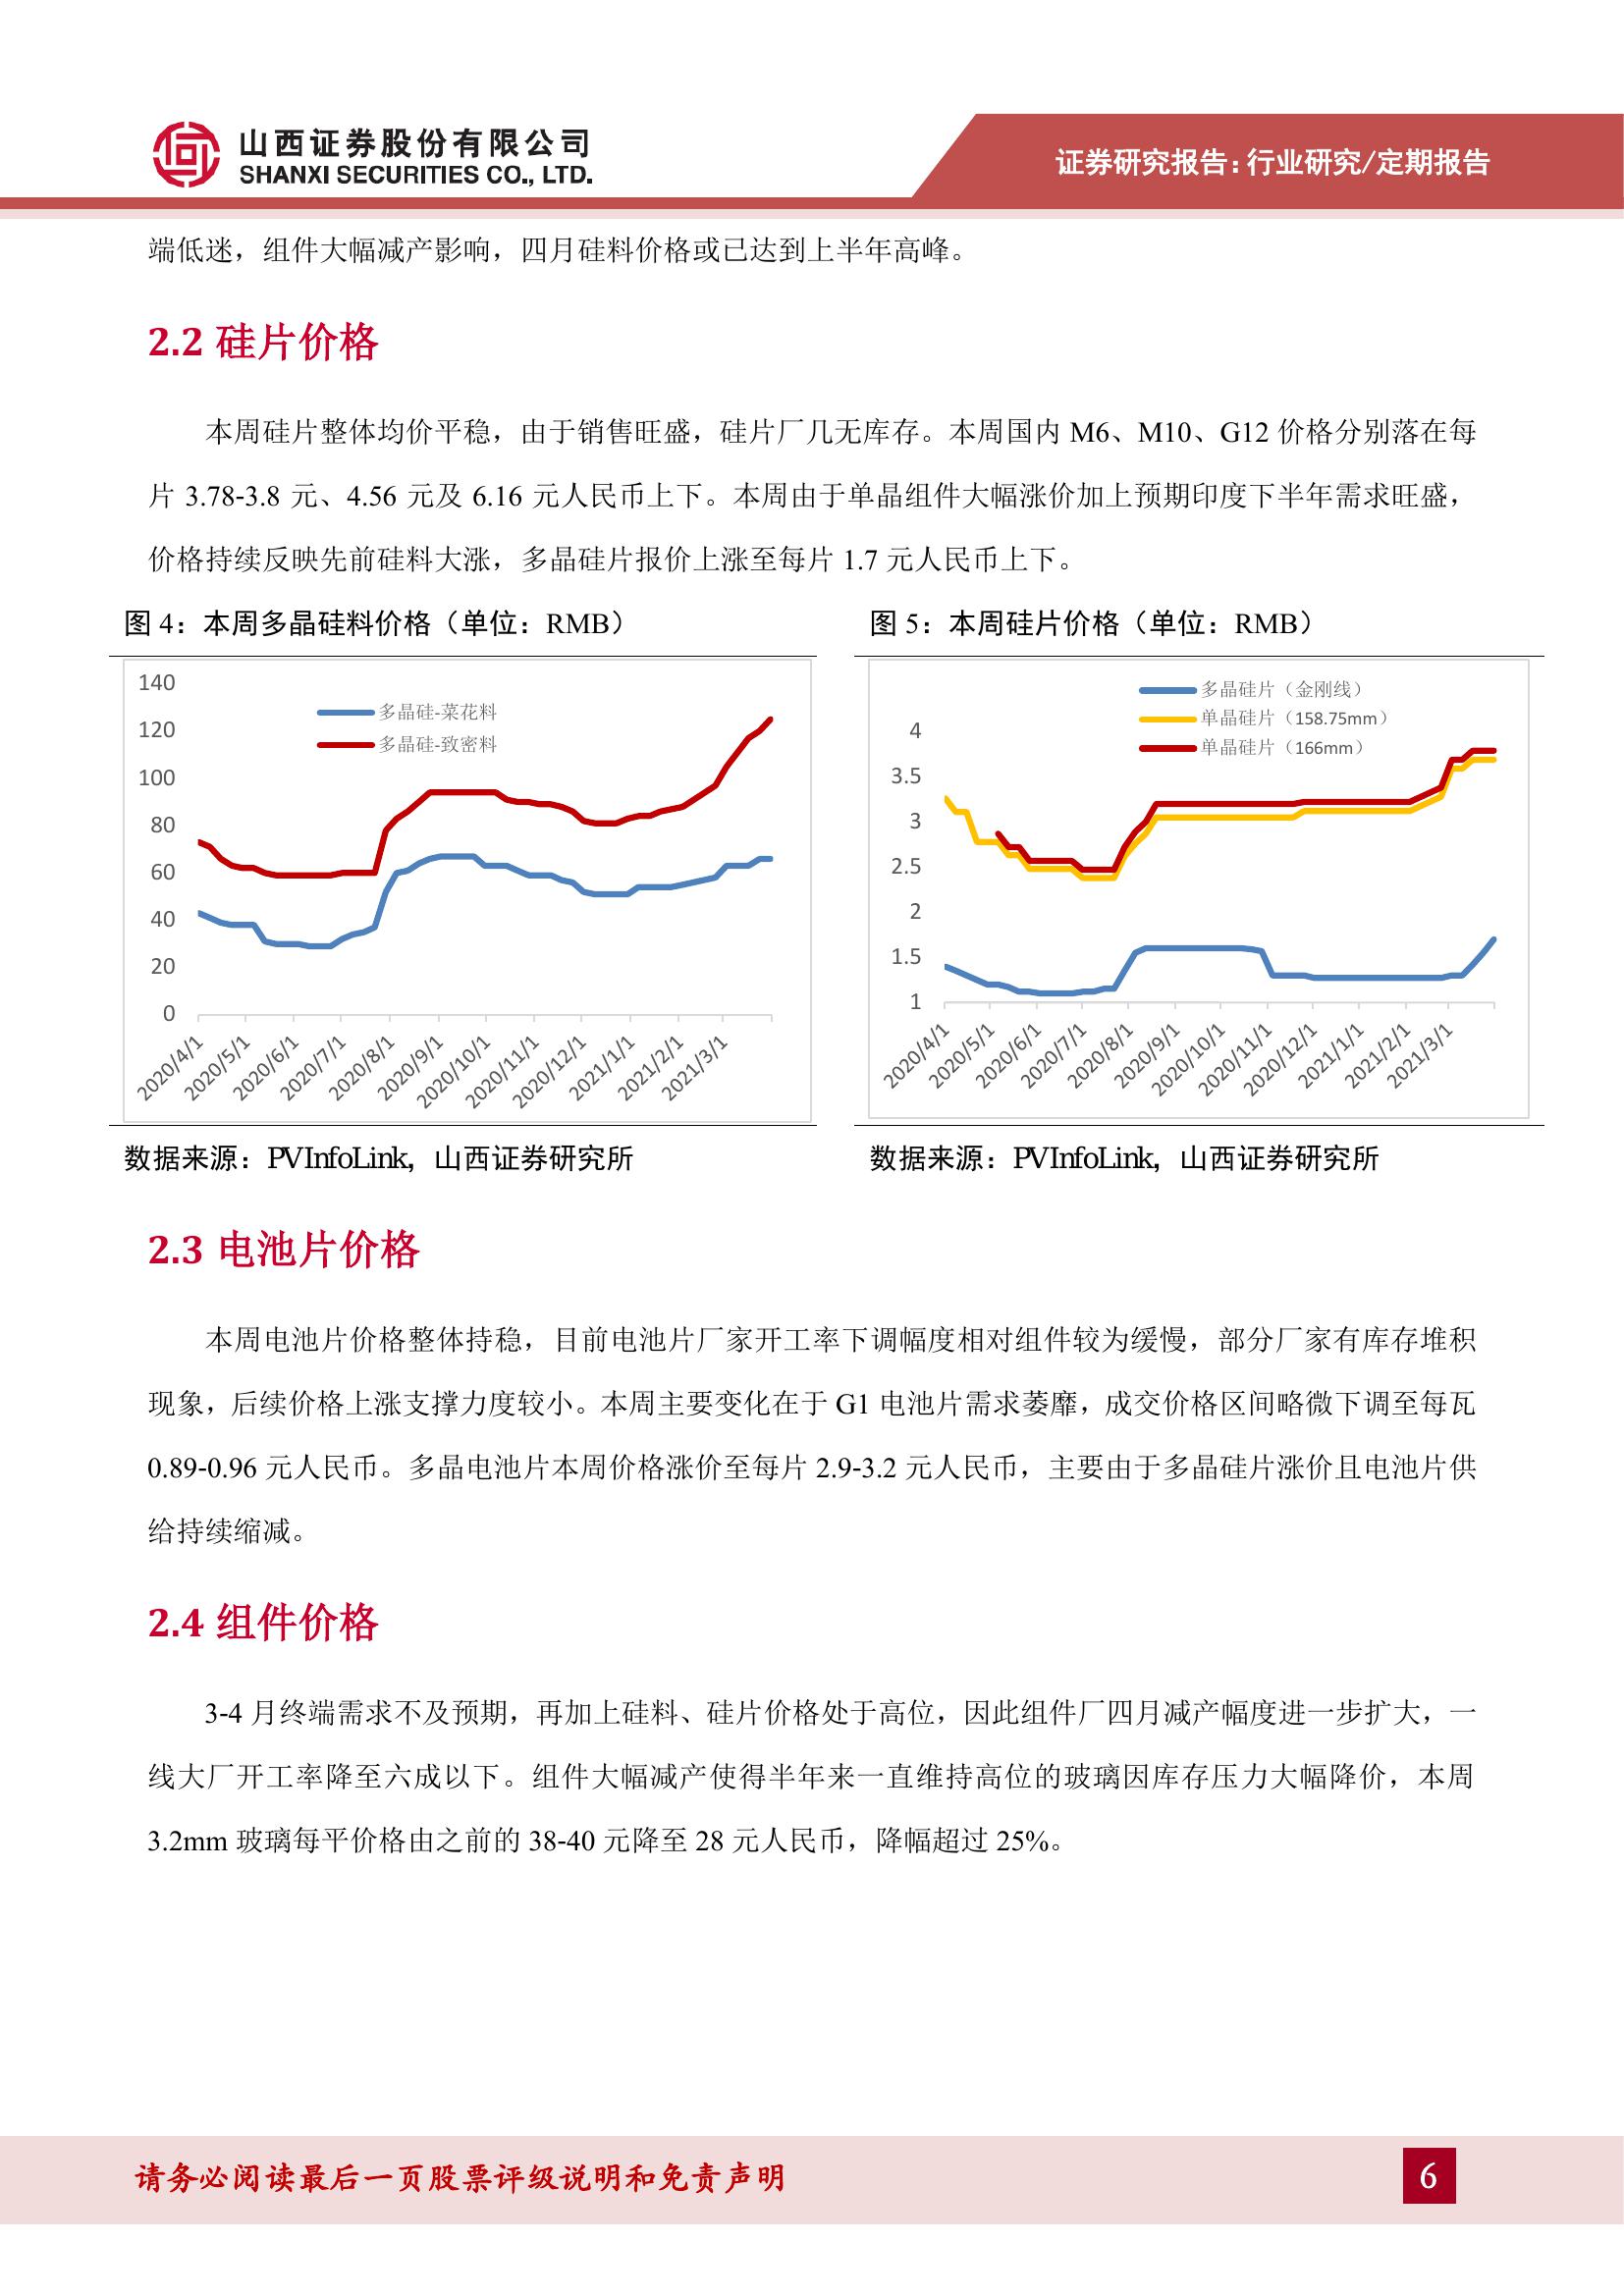 山西证券股份有限公司
SHANXI SECURITIES CO., LTD.
证券研究报告：行业研究/定期报告
端低迷，组件大幅减产影响，四月硅料价格或已达到上半年高峰。
2.2 硅片价格
本周硅片整体均价平稳，由于销售旺盛，硅片厂几无库存。本周国内 M6、M10、G12 价格分别落在每
片 3.78-3.8 元、4.56 元及 6.16 元人民币上下。本周由于单晶组件大幅涨价加上预期印度下半年需求旺盛，
价格持续反映先前硅料大涨，多晶硅片报价上涨至每片 1.7 元人民币上下。
图 4：本周多晶硅料价格（单位：RMB）
140
120
100
80
60
40
20
0
多晶硅-菜花料
多晶硅-致密料
2020/4/1
2020/5/1
2020/6/1
2020/7/1
2020/8/1
2020/9/1
2020/10/1
2020/11/1
2020/12/1
2021/1/1
2021/2/1
2021/3/1
数据来源：PVInfoLink，山西证券研究所
图 5：本周硅片价格（单位：RMB）
多晶硅片（金刚线）
单晶硅片（158.75mm）
单晶硅片（166mm）
4
3.5
3
2.5
2
1.5
1
2020/4/1
2020/5/1
2020/6/1
2020/7/1
2020/8/1
2020/9/1
2020/10/1
2020/11/1
2020/12/1
2021/1/1
2021/2/1
2021/3/1
数据来源：PVInfoLink，山西证券研究所
2.3 电池片价格
本周电池片价格整体持稳，目前电池片厂家开工率下调幅度相对组件较为缓慢，部分厂家有库存堆积
现象，后续价格上涨支撑力度较小。本周主要变化在于 G1 电池片需求萎靡，成交价格区间略微下调至每瓦
0.89-0.96 元人民币。多晶电池片本周价格涨价至每片 2.9-3.2 元人民币，主要由于多晶硅片涨价且电池片供
给持续缩减。
2.4 组件价格
3-4 月终端需求不及预期，再加上硅料、硅片价格处于高位，因此组件厂四月减产幅度进一步扩大，一
线大厂开工率降至六成以下。组件大幅减产使得半年来一直维持高位的玻璃因库存压力大幅降价，本周
3.2mm 玻璃每平价格由之前的 38-40 元降至 28 元人民币，降幅超过 25%。
请务必阅读最后一页股票评级说明和免责声明
6